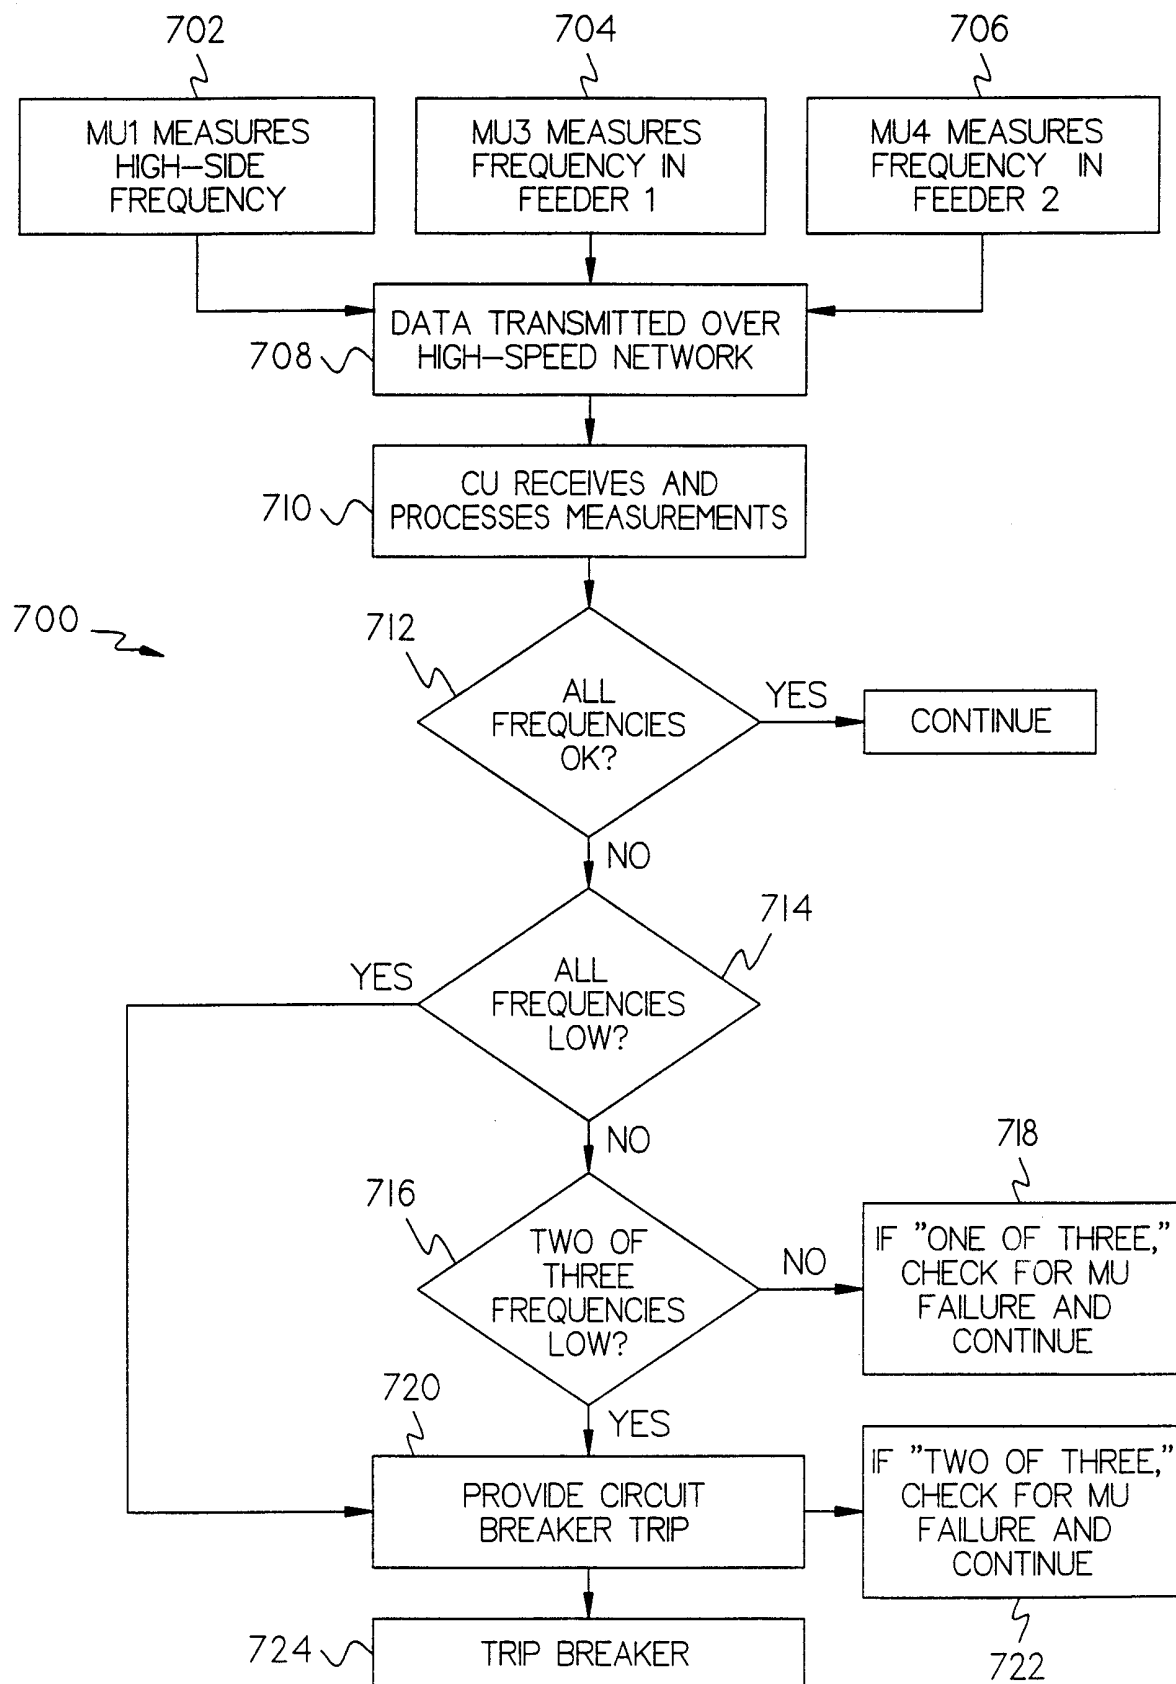 702
704
706
MU1 MEASURES
HIGH-SIDE
FREQUENCY
MU3 MEASURES
FREQUENCY IN
FEEDER 1
MU4 MEASURES
FREQUENCY IN
FEEDER 2
DATA TRANSMITTED OVER
HIGH-SPEED NETWORK
708
CU RECEIVES AND
PROCESSES MEASUREMENTS
710
700
712
ALL
FREQUENCIES
OK?
YES
CONTINUE
NO
714
YES
ALL
FREQUENCIES
LOW?
NO
716
TWO OF
THREE
FREQUENCIES
LOW?
NO
718
IF "ONE OF THREE,"
CHECK FOR MU
FAILURE AND
CONTINUE
YES
720
PROVIDE CIRCUIT
BREAKER TRIP
IF "TWO OF THREE,"
CHECK FOR MU
FAILURE AND
CONTINUE
722
724
TRIP BREAKER